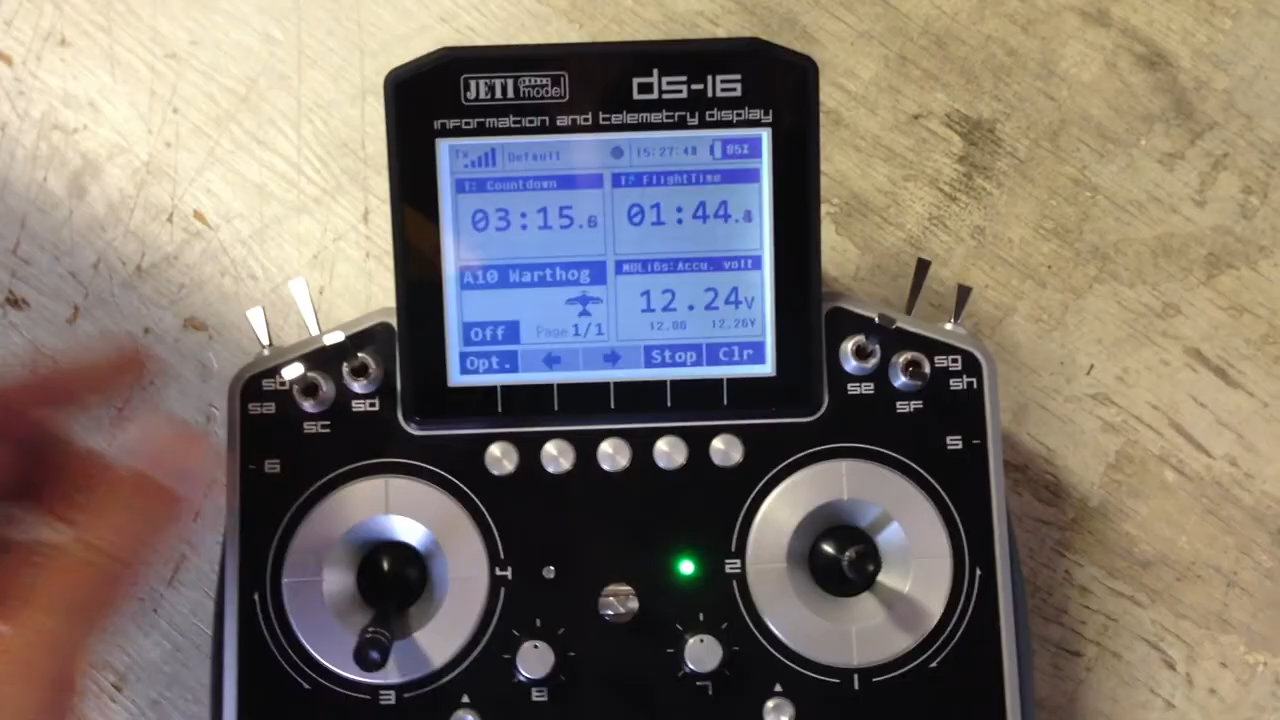 JETI model
ds-16
information and telemetry display
Tx Default 15:27:48 85%
T: Countdown
03:15.6
T: FlightTime
01:44.
A10 Warthog
Off Page 1/1
MULi6s:Accu. volt
12.24V
Opt. Stop Clr
sb
sa
sc
sd
se
sf
sg
sh
6
5
4
2
3
1
8
7